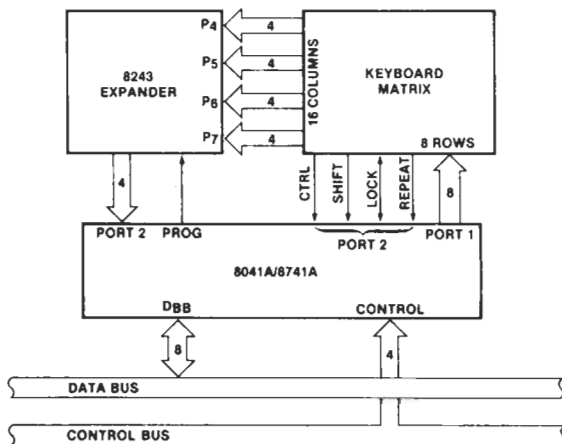 8243
EXPANDER
P4
4
P5
4
P6
4
P7
4
16 COLUMNS
KEYBOARD
MATRIX
8 ROWS
4
CTRL
SHIFT
LOCK
REPEAT
8
PORT 2
PROG
PORT 2
PORT 1
8041A/8741A
DBB
CONTROL
8
4
DATA BUS
CONTROL BUS